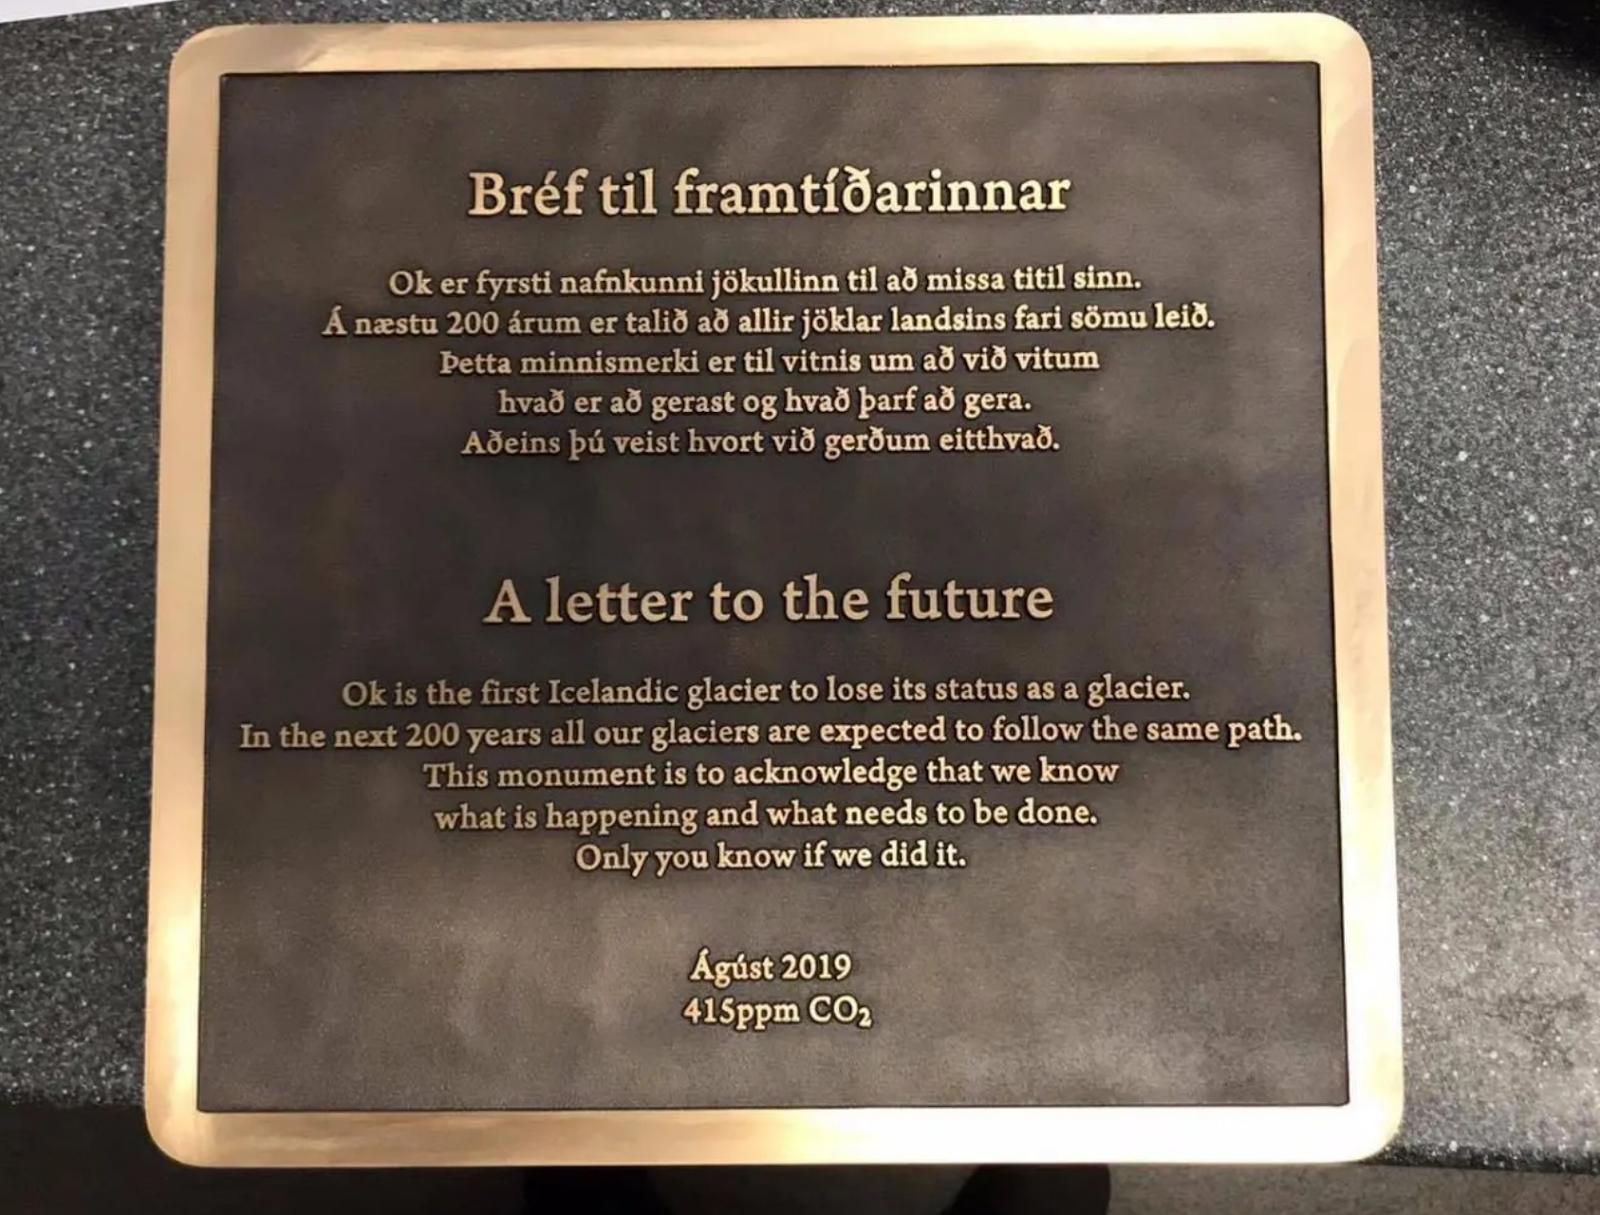 Bréf til framtíðarinnar
Ok er fyrsti nafnkunni jökullinn til að missa titil sinn.
Á næstu 200 árum er talið að allir jöklar landsins fari sömu leið.
Þetta minnismerki er til vitnis um að við vitum
hvað er að gerast og hvað þarf að gera.
Aðeins þú veist hvort við gerðum eitthvað.
A letter to the future
Ok is the first Icelandic glacier to lose its status as a glacier.
In the next 200 years all our glaciers are expected to follow the same path.
This monument is to acknowledge that we know
what is happening and what needs to be done.
Only you know if we did it.
Ágúst 2019
415ppm CO₂